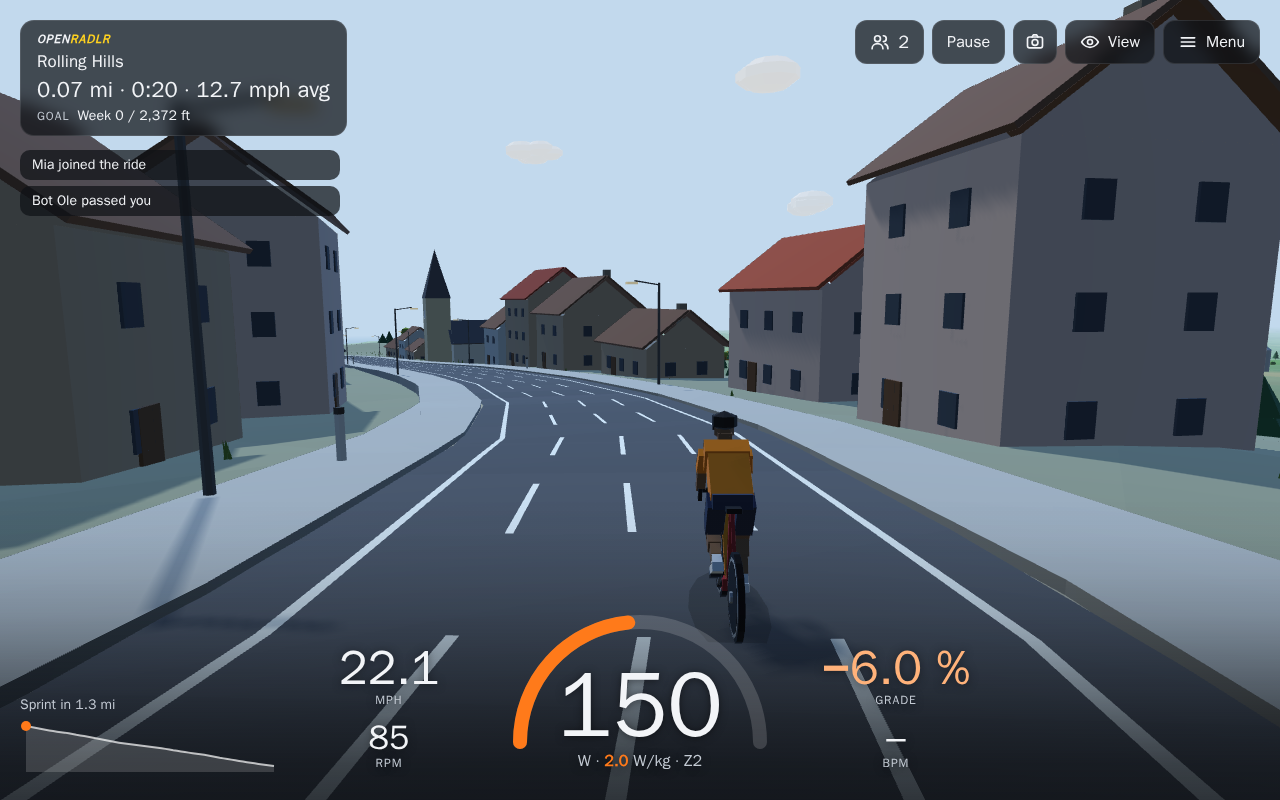 OPENRADLR
Rolling Hills
0.07 mi · 0:20 · 12.7 mph avg
GOAL Week 0 / 2,372 ft
Mia joined the ride
Bot Ole passed you
2
Pause
View
Menu
Sprint in 1.3 mi
22.1
MPH
85
RPM
150
W · 2.0 W/kg · Z2
−6.0 %
GRADE
–
BPM